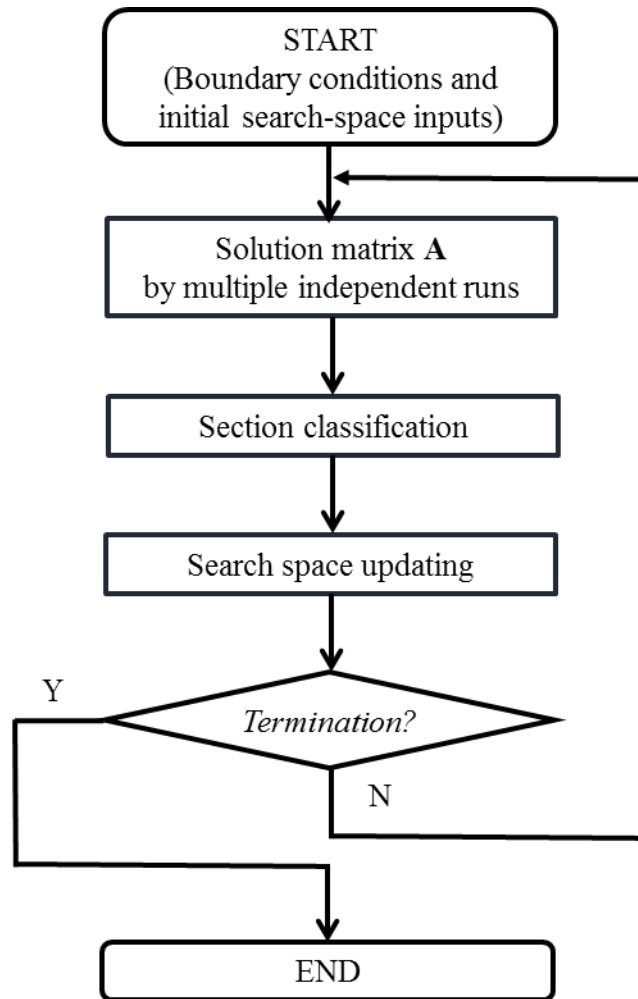 START
(Boundary conditions and
initial search-space inputs)
Solution matrix A
by multiple independent runs
Section classification
Search space updating
Y
Termination?
N
END